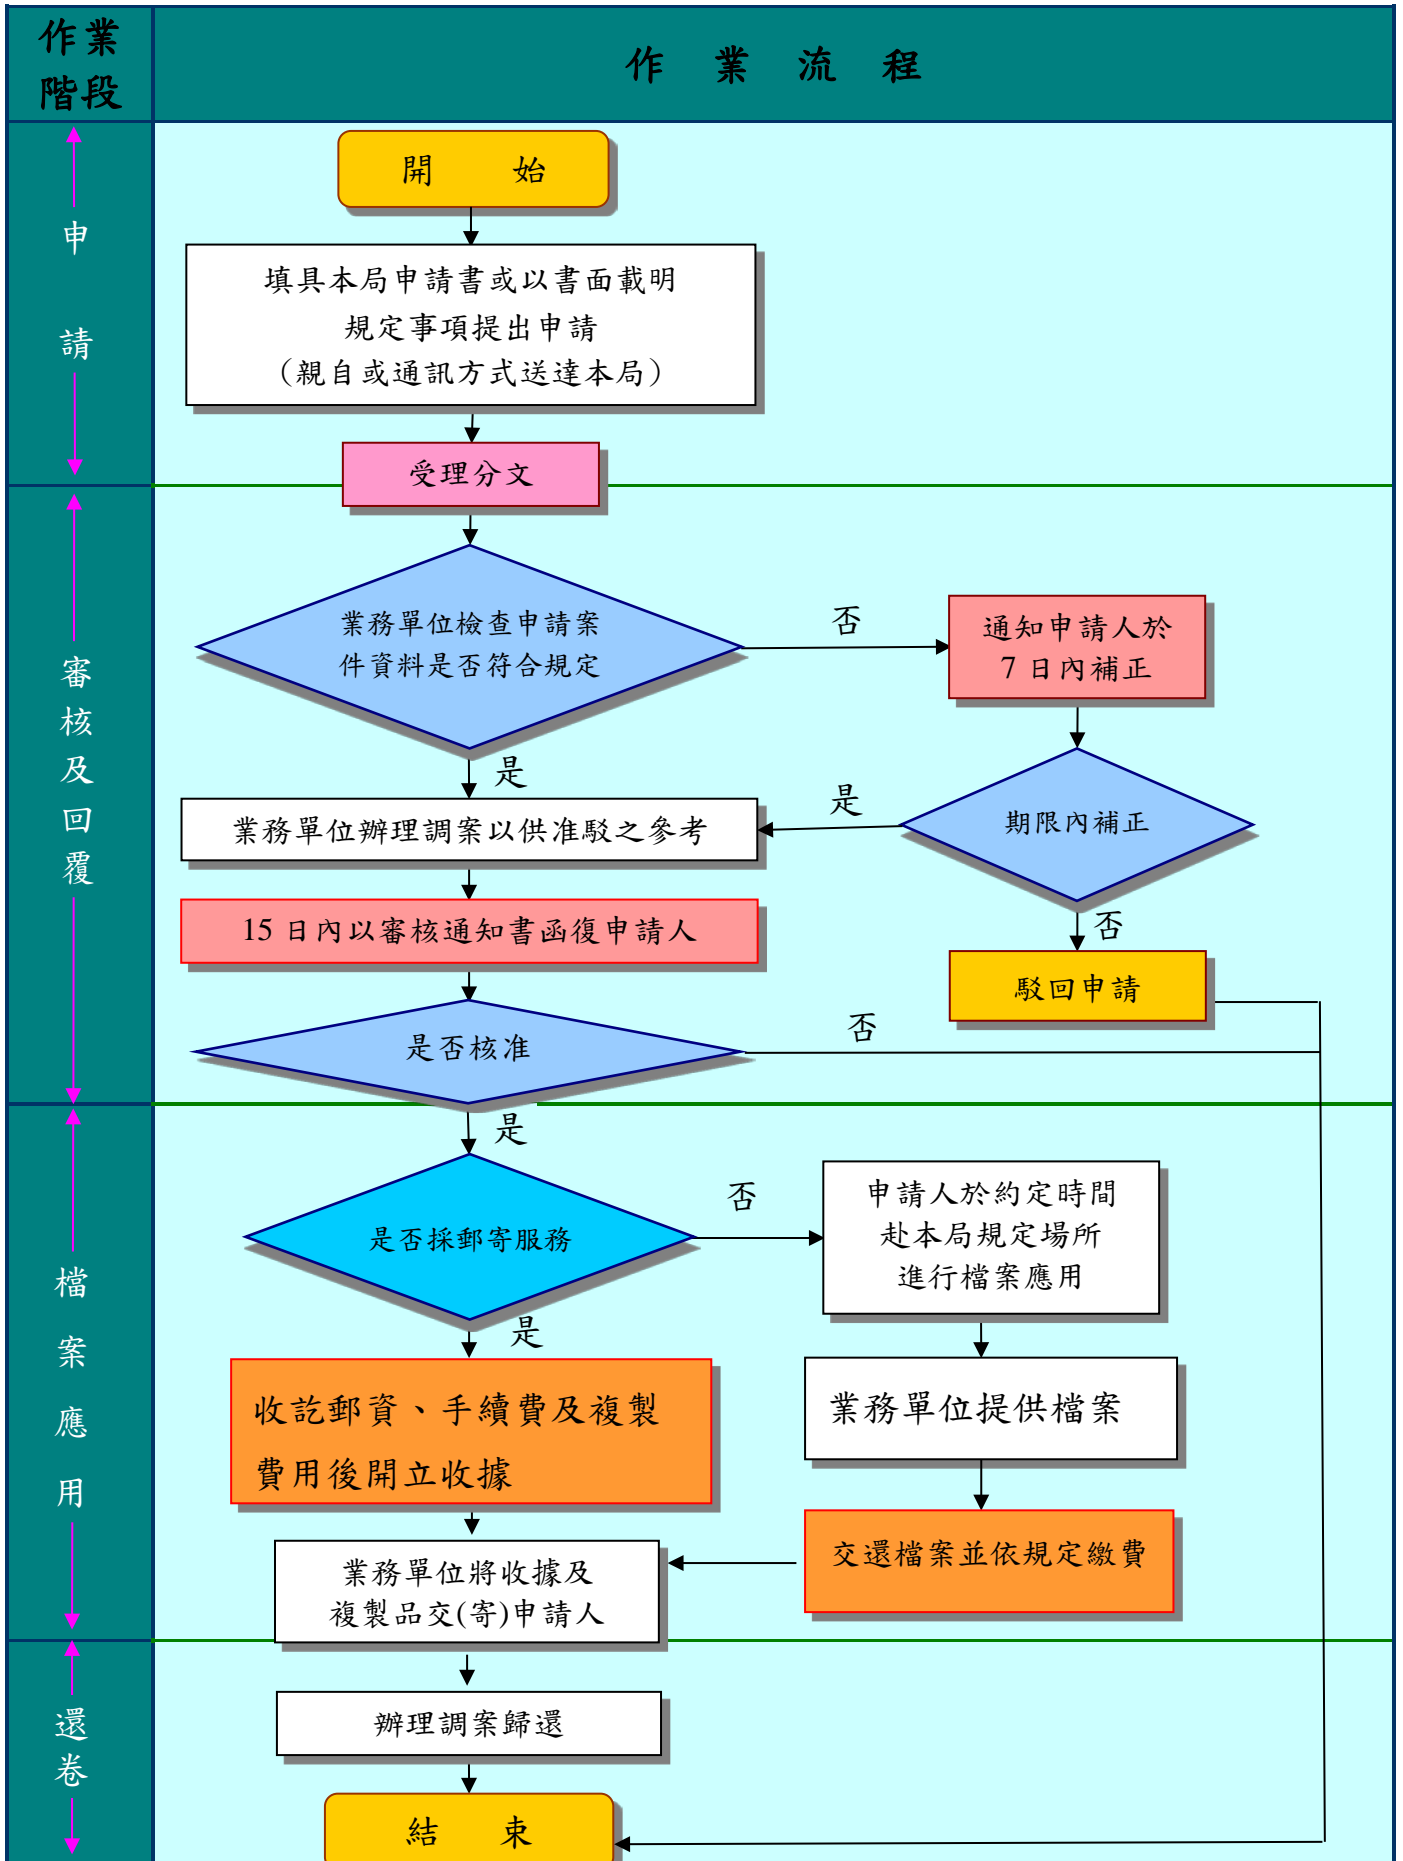 作業
階段
作業流程
申
請
開始
填具本局申請書或以書面載明
規定事項提出申請
（親自或通訊方式送達本局）
受理分文
審
核
及
回
覆
業務單位檢查申請案
件資料是否符合規定
否
通知申請人於
7 日內補正
是
業務單位辦理調案以供准駁之參考
是
期限內補正
15 日內以審核通知書函復申請人
否
駁回申請
是否核准
否
檔
案
應
用
是
是否採郵寄服務
否
申請人於約定時間
赴本局規定場所
進行檔案應用
是
收訖郵資、手續費及複製
費用後開立收據
業務單位提供檔案
交還檔案並依規定繳費
業務單位將收據及
複製品交(寄)申請人
還
卷
辦理調案歸還
結束